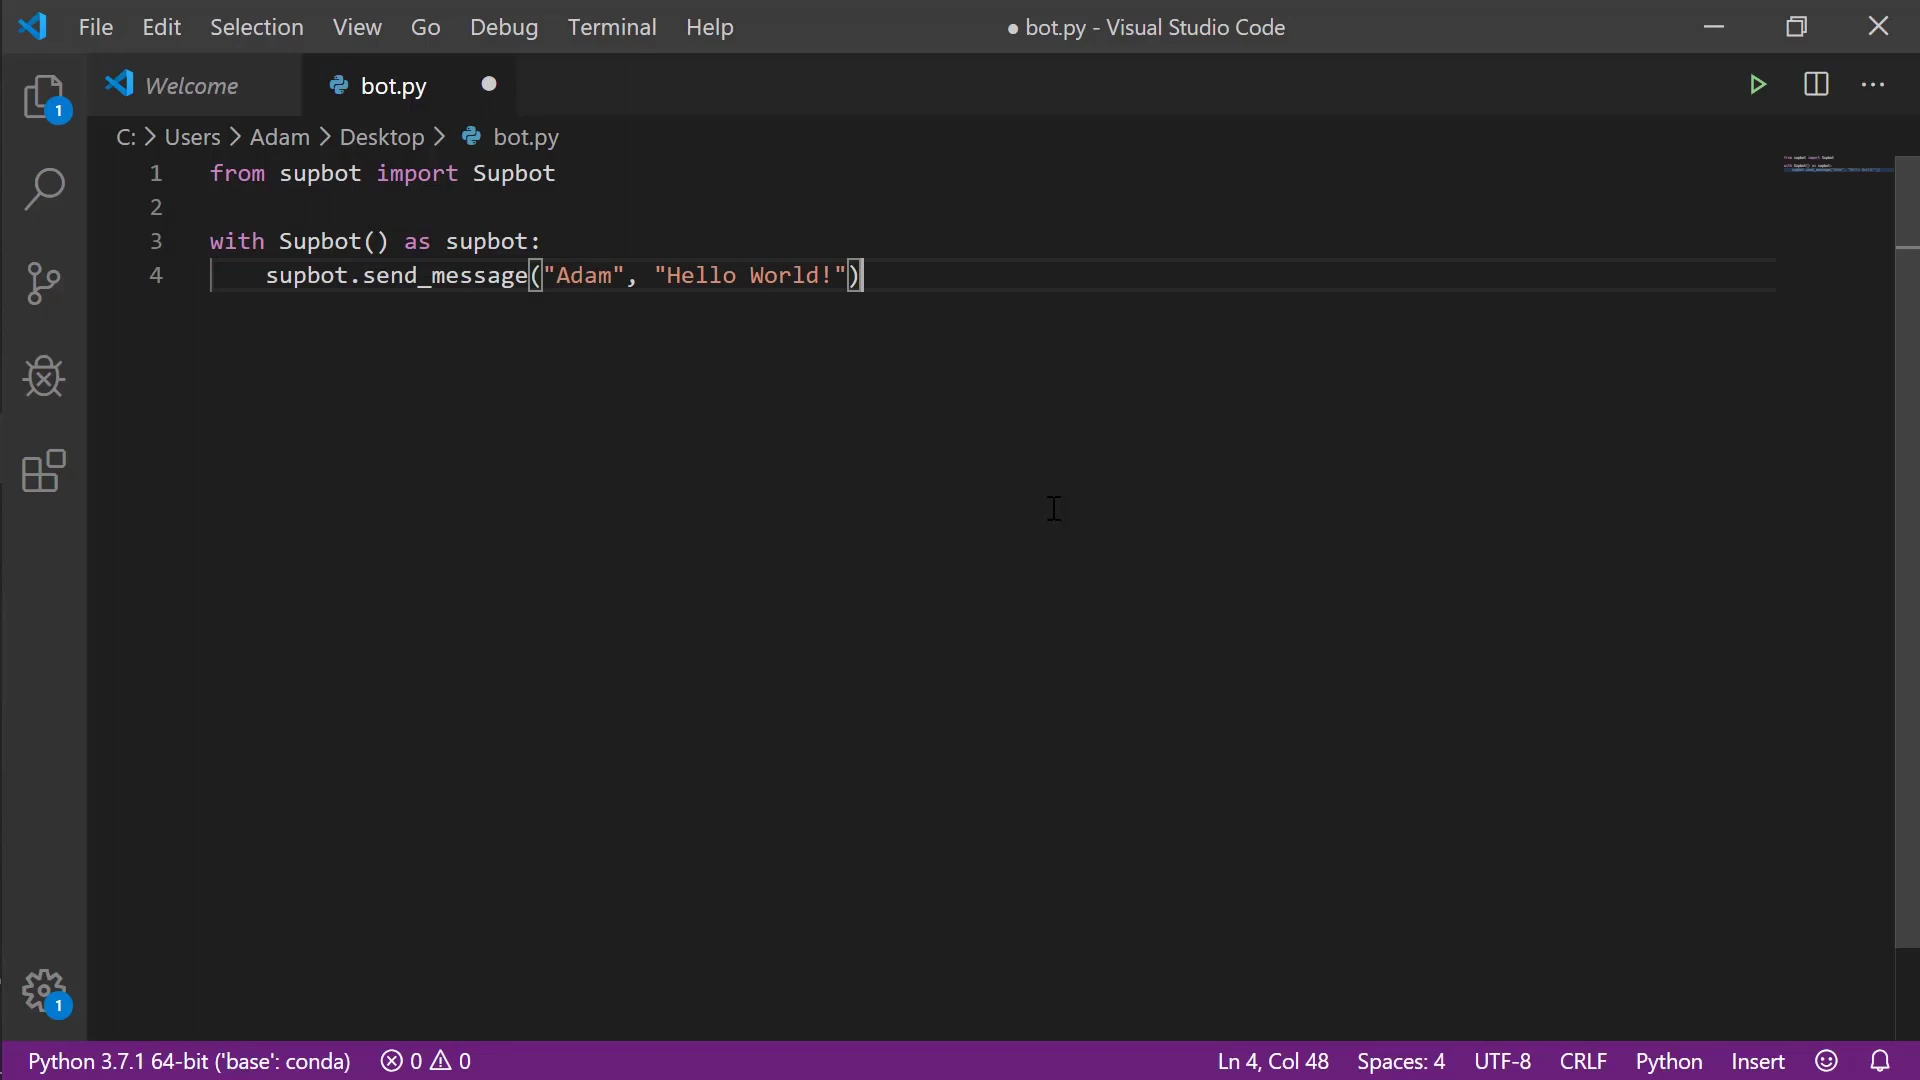 File Edit Selection View Go Debug Terminal Help ● bot.py - Visual Studio Code
Welcome bot.py
C: > Users > Adam > Desktop > bot.py
1 from supbot import Supbot
2
3 with Supbot() as supbot:
4     supbot.send_message("Adam", "Hello World!")
1
1
Python 3.7.1 64-bit ('base': conda) 0 0 Ln 4, Col 48 Spaces: 4 UTF-8 CRLF Python Insert